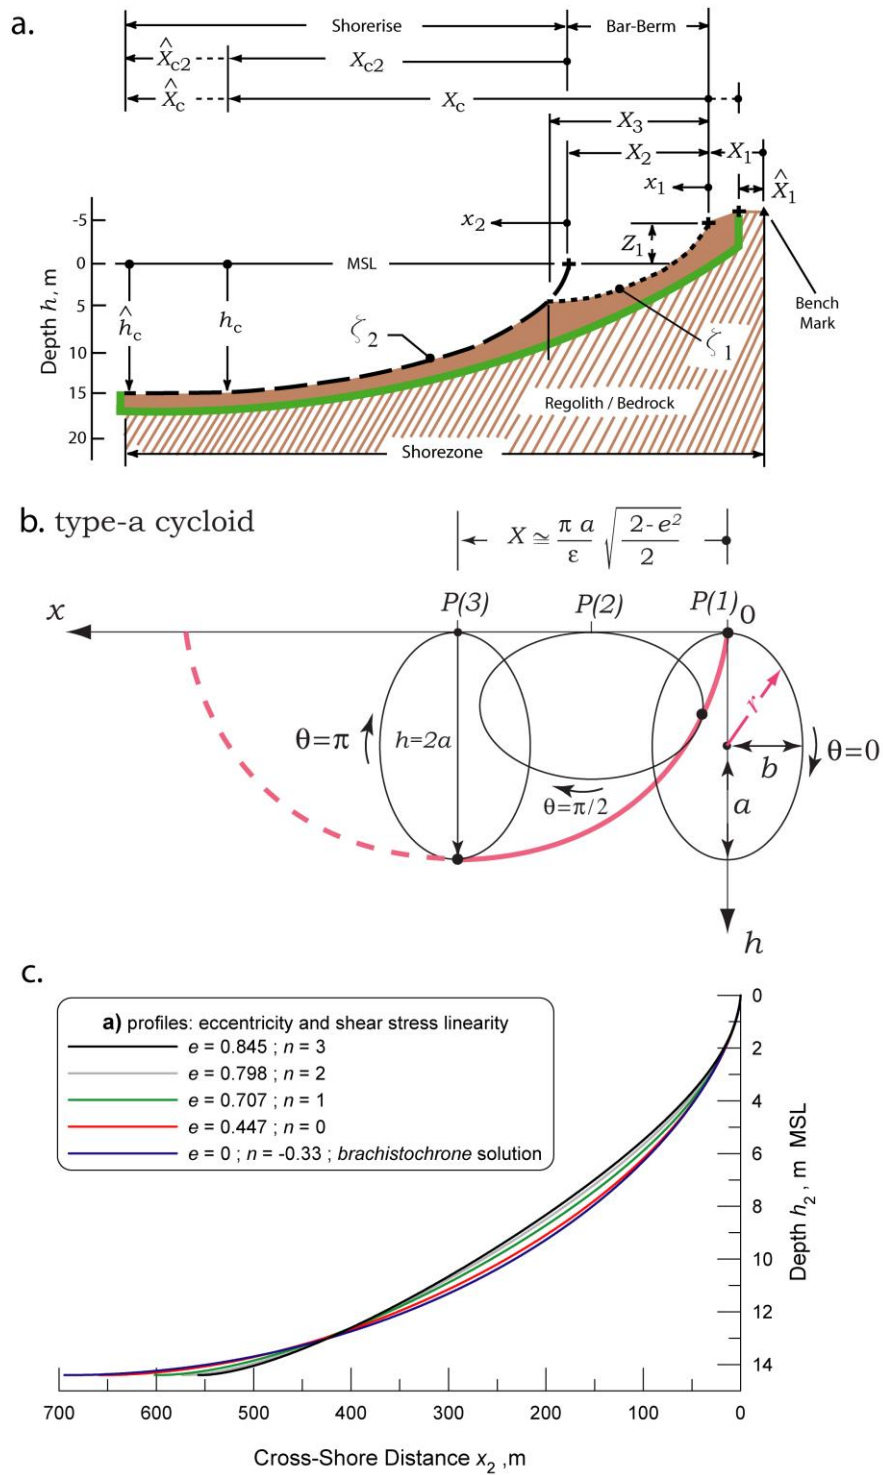 a.
Shorerise
Bar-Berm
X̂c2
Xc2
X̂c
Xc
X3
X2
X1
x1
X̂1
x2
-5
Z1
0
MSL
Depth h, m
5
ĥc
hc
ζ2
ζ1
Bench
Mark
10
15
Regolith / Bedrock
20
Shorezone
b. type-a cycloid
X ≅ π a / ε √(2 - e² / 2)
x
P(3)
P(2)
P(1)
0
r
θ=π
h=2a
b
θ=0
θ=π/2
a
h
c.
a) profiles: eccentricity and shear stress linearity
e = 0.845 ; n = 3
e = 0.798 ; n = 2
e = 0.707 ; n = 1
e = 0.447 ; n = 0
e = 0 ; n = -0.33 ; brachistochrone solution
0
2
4
6
8
10
12
14
Depth h2 , m MSL
700 600 500 400 300 200 100 0
Cross-Shore Distance x2 ,m